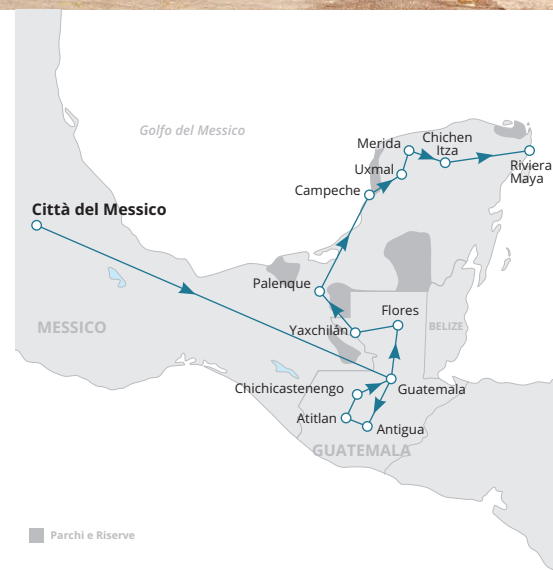 Golfo del Messico
Merida
Chichen
Itza
Uxmal
Riviera
Maya
Campeche
Città del Messico
Palenque
Flores
MESSICO
Yaxchilán
BELIZE
Chichicastenengo
Guatemala
Atitlan
Antigua
GUATEMALA
Parchi e Riserve